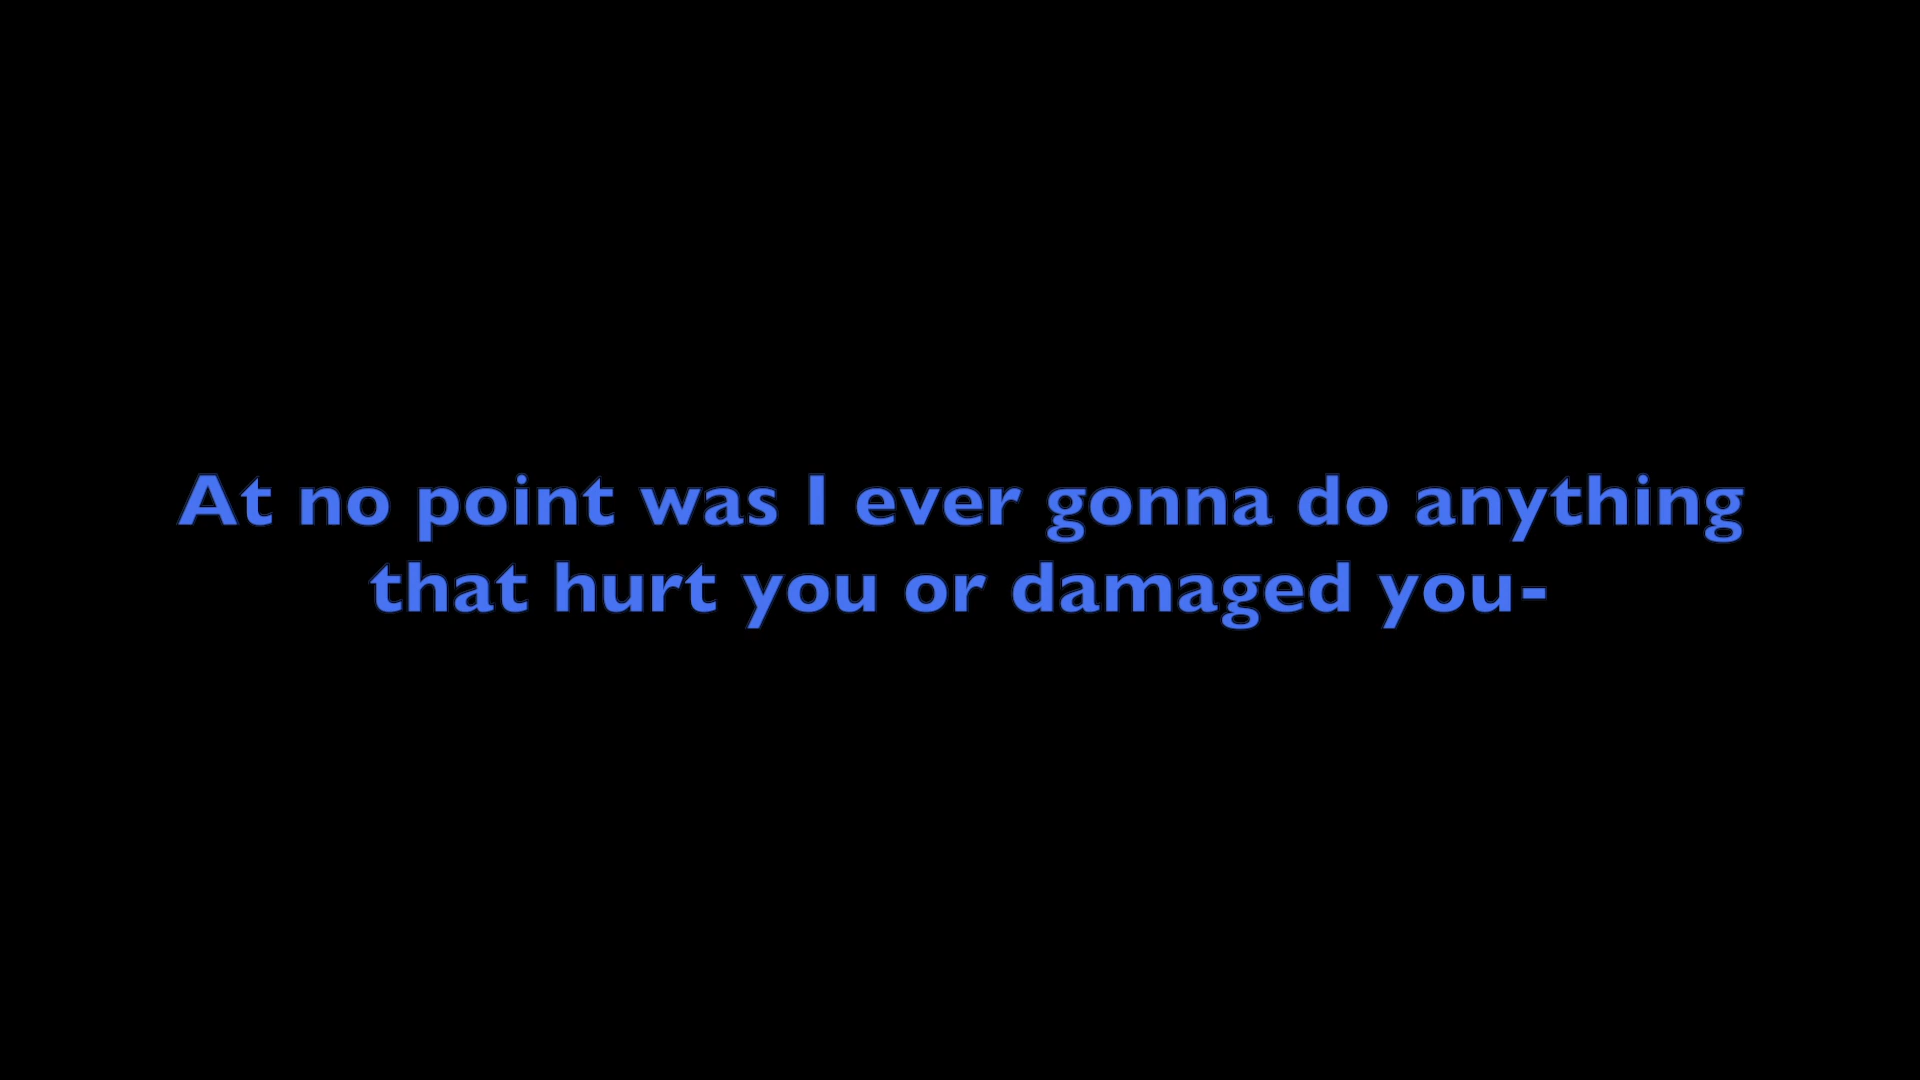 At no point was I ever gonna do anything
that hurt you or damaged you-